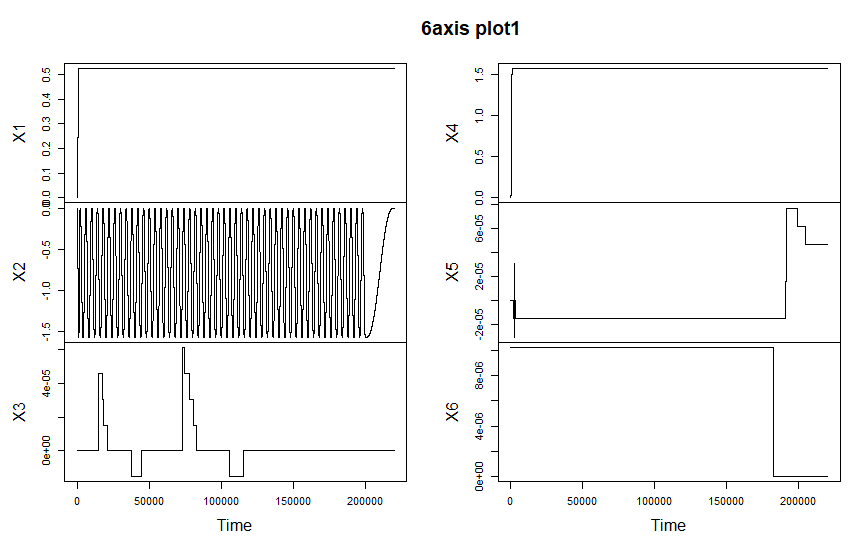 6axis plot1
X1
0.0 0.1 0.2 0.3 0.4 0.5
X2
-1.5 -1.0 -0.5 0.0
X3
0e+00 4e-05
0 50000 100000 150000 200000
Time
X4
0.0 0.5 1.0 1.5
X5
-2e-05 2e-05 6e-05
X6
0e+00 4e-06 8e-06
0 50000 100000 150000 200000
Time